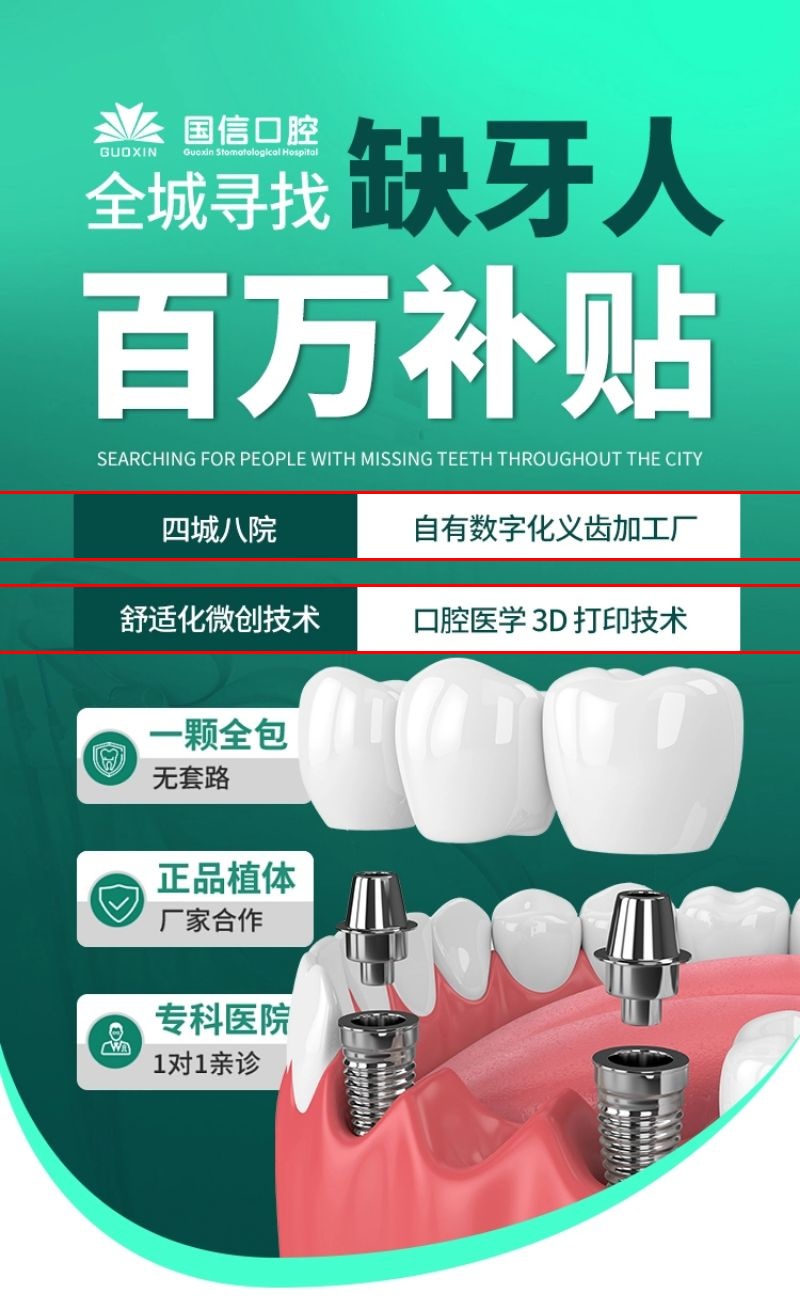 GUOXIN
国信口腔
Guoxin Stomatological Hospital
全城寻找 缺牙人
百万补贴
SEARCHING FOR PEOPLE WITH MISSING TEETH THROUGHOUT THE CITY
四城八院 自有数字化义齿加工厂
舒适化微创技术 口腔医学 3D 打印技术
一颗全包
无套路
正品植体
厂家合作
专科医院
1对1亲诊